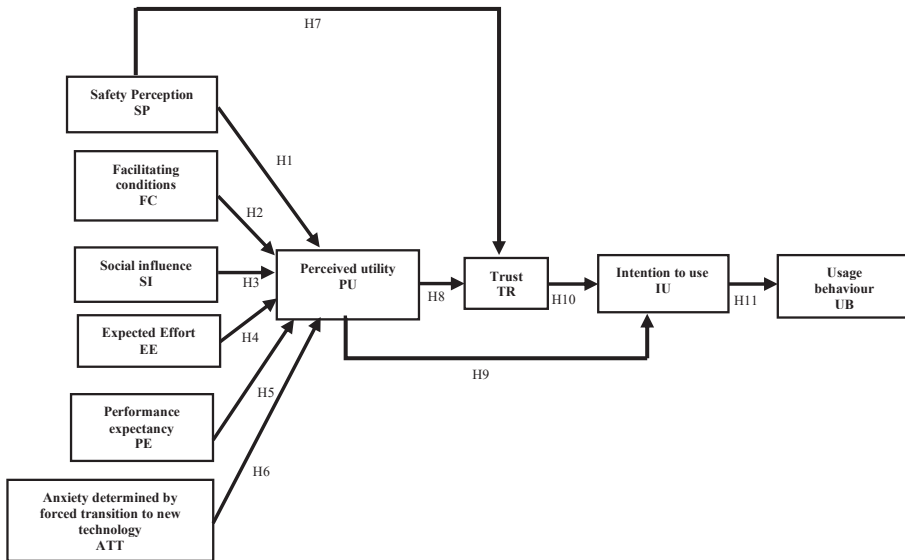 H7
Safety Perception
SP
H1
Facilitating
conditions
FC
H2
Social influence
SI
H3
Perceived utility
PU
H8
Trust
TR
H10
Intention to use
IU
H11
Usage
behaviour
UB
Expected Effort
EE
H4
H9
Performance
expectancy
PE
H5
H6
Anxiety determined by
forced transition to new
technology
ATT